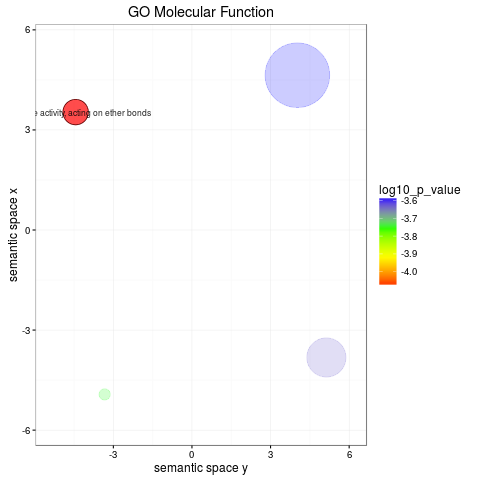 GO Molecular Function
6
3
0
-3
-6
semantic space x
activity acting on ether bonds
-3
0
3
6
semantic space y
log10_p_value
-3.6
-3.7
-3.8
-3.9
-4.0